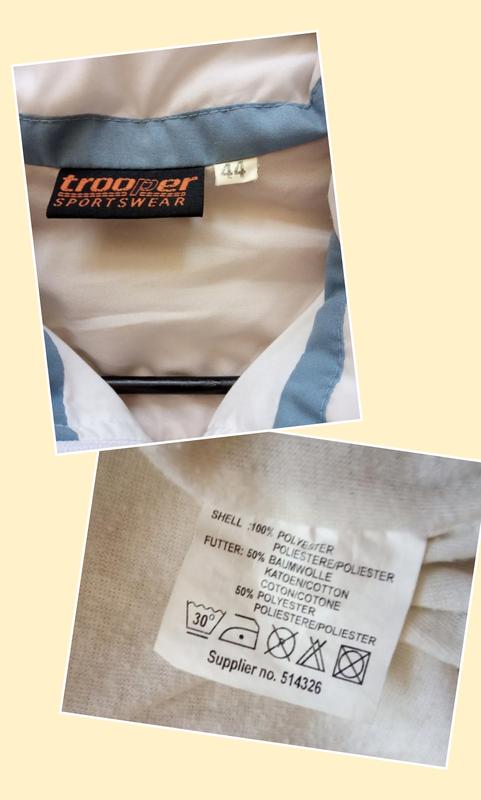 trooper
SPORTSWEAR
44
SHELL :100% POLYESTER
POLIESTERE/POLIESTER
FUTTER: 50% BAUMWOLLE
KATOEN/COTTON
COTON/COTONE
50% POLYESTER
POLIESTERE/POLIESTER
30°
Supplier no. 514326